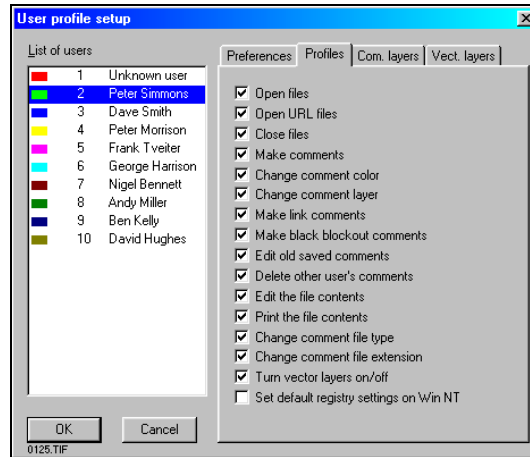 User profile setup
List of users
1 Unknown user
2 Peter Simmons
3 Dave Smith
4 Peter Morrison
5 Frank Tveiter
6 George Harrison
7 Nigel Bennett
8 Andy Miller
9 Ben Kelly
10 David Hughes
OK Cancel
Preferences Profiles Com. layers Vect. layers
Open files
Open URL files
Close files
Make comments
Change comment color
Change comment layer
Make link comments
Make black blockout comments
Edit old saved comments
Delete other user's comments
Edit the file contents
Print the file contents
Change comment file type
Change comment file extension
Turn vector layers on/off
Set default registry settings on Win NT
0125.TIF